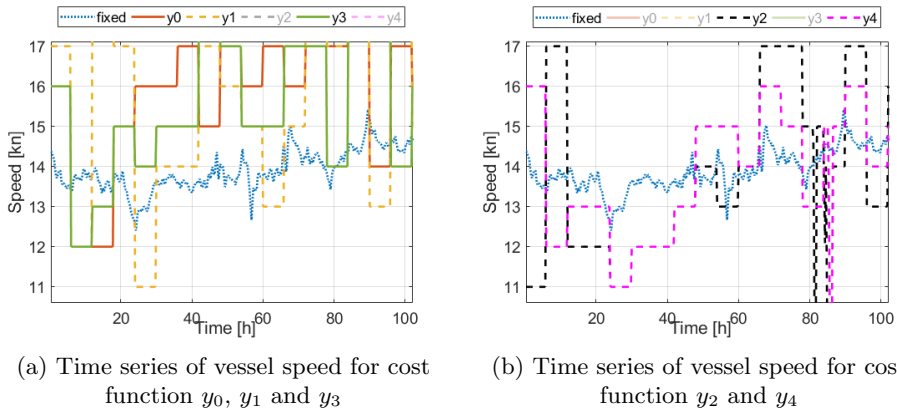 fixed y0 y1 y2 y3 y4
17
16
15
14
13
12
11
Speed [kn]
20 40 60 80 100
Time [h]
(a) Time series of vessel speed for cost
function y0, y1 and y3
fixed y0 y1 y2 y3 y4
17
16
15
14
13
12
11
Speed [kn]
20 40 60 80 100
Time [h]
(b) Time series of vessel speed for cos
function y2 and y4